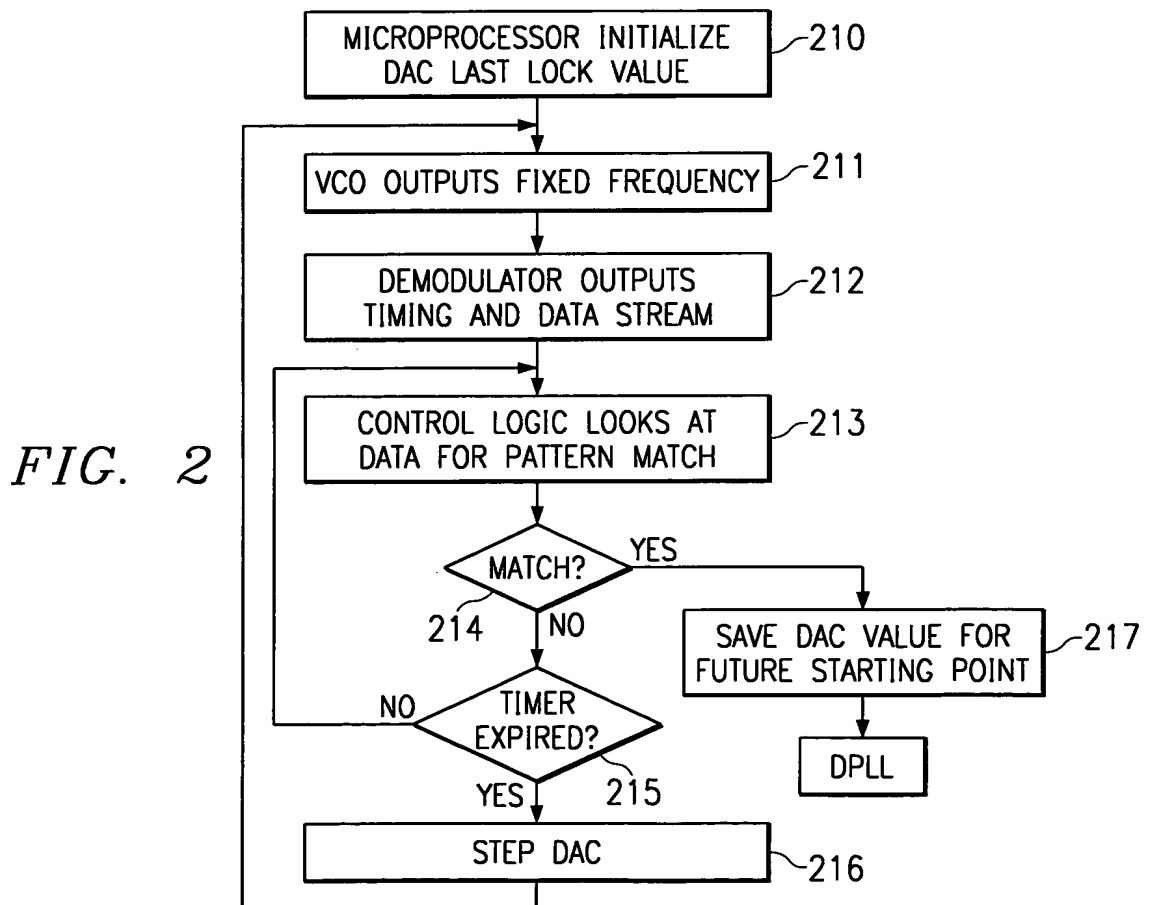 MICROPROCESSOR INITIALIZE
DAC LAST LOCK VALUE
210
VCO OUTPUTS FIXED FREQUENCY
211
DEMODULATOR OUTPUTS
TIMING AND DATA STREAM
212
CONTROL LOGIC LOOKS AT
DATA FOR PATTERN MATCH
213
FIG. 2
MATCH?
YES
214
NO
SAVE DAC VALUE FOR
FUTURE STARTING POINT
217
TIMER
EXPIRED?
NO
215
YES
DPLL
STEP DAC
216